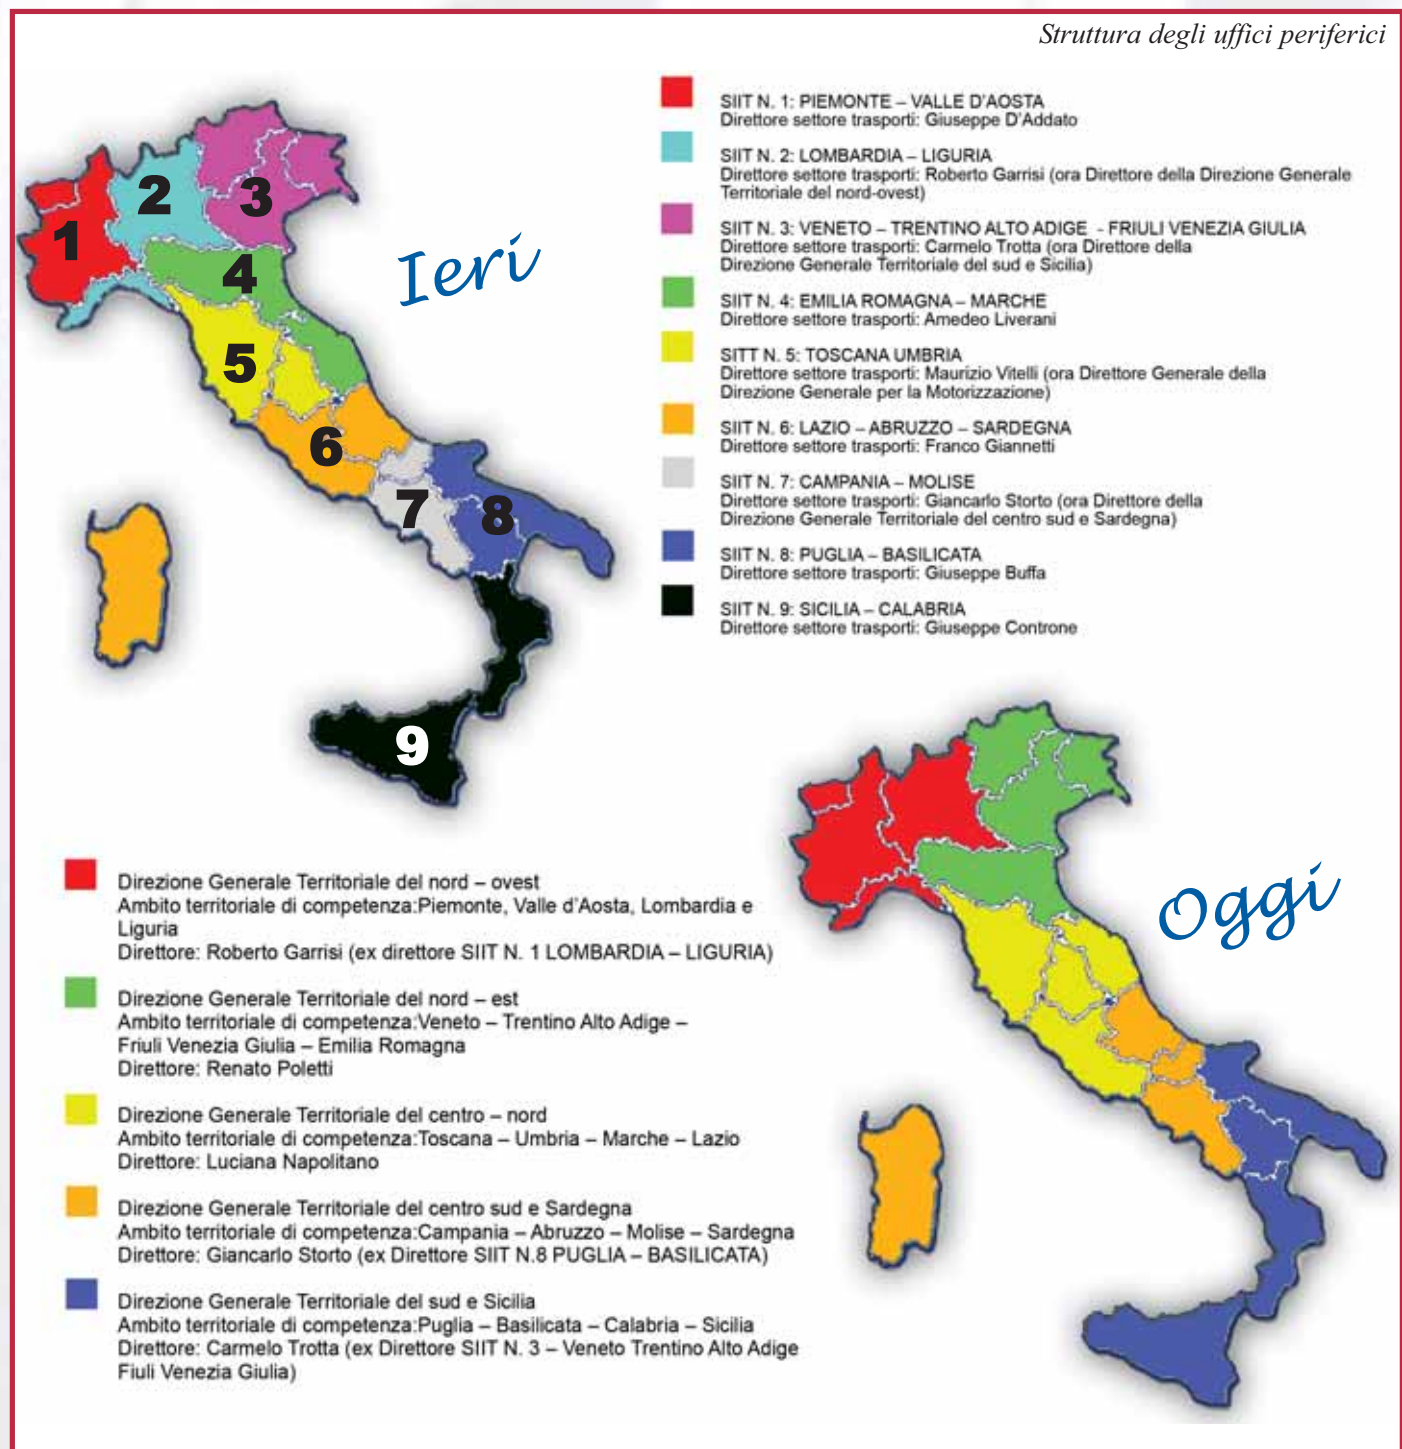 Struttura degli uffici periferici
SIIT N. 1: PIEMONTE – VALLE D'AOSTA
Direttore settore trasporti: Giuseppe D'Addato
SIIT N. 2: LOMBARDIA – LIGURIA
Direttore settore trasporti: Roberto Garrisi (ora Direttore della Direzione Generale
Territoriale del nord-ovest)
SIIT N. 3: VENETO – TRENTINO ALTO ADIGE - FRIULI VENEZIA GIULIA
Direttore settore trasporti: Carmelo Trotta (ora Direttore della
Direzione Generale Territoriale del sud e Sicilia)
SIIT N. 4: EMILIA ROMAGNA – MARCHE
Direttore settore trasporti: Amedeo Liverani
SITT N. 5: TOSCANA UMBRIA
Direttore settore trasporti: Maurizio Vitelli (ora Direttore Generale della
Direzione Generale per la Motorizzazione)
SIIT N. 6: LAZIO – ABRUZZO – SARDEGNA
Direttore settore trasporti: Franco Giannetti
SIIT N. 7: CAMPANIA – MOLISE
Direttore settore trasporti: Giancarlo Storto (ora Direttore della
Direzione Generale Territoriale del centro sud e Sardegna)
SIIT N. 8: PUGLIA – BASILICATA
Direttore settore trasporti: Giuseppe Buffa
SIIT N. 9: SICILIA – CALABRIA
Direttore settore trasporti: Giuseppe Controne
Ieri
1
2
3
4
5
6
7
8
9
Oggi
Direzione Generale Territoriale del nord – ovest
Ambito territoriale di competenza:Piemonte, Valle d'Aosta, Lombardia e
Liguria
Direttore: Roberto Garrisi (ex direttore SIIT N. 1 LOMBARDIA – LIGURIA)
Direzione Generale Territoriale del nord – est
Ambito territoriale di competenza:Veneto – Trentino Alto Adige –
Friuli Venezia Giulia – Emilia Romagna
Direttore: Renato Poletti
Direzione Generale Territoriale del centro – nord
Ambito territoriale di competenza:Toscana – Umbria – Marche – Lazio
Direttore: Luciana Napolitano
Direzione Generale Territoriale del centro sud e Sardegna
Ambito territoriale di competenza:Campania – Abruzzo – Molise – Sardegna
Direttore: Giancarlo Storto (ex Direttore SIIT N.8 PUGLIA – BASILICATA)
Direzione Generale Territoriale del sud e Sicilia
Ambito territoriale di competenza:Puglia – Basilicata – Calabria – Sicilia
Direttore: Carmelo Trotta (ex Direttore SIIT N. 3 – Veneto Trentino Alto Adige
Fiuli Venezia Giulia)